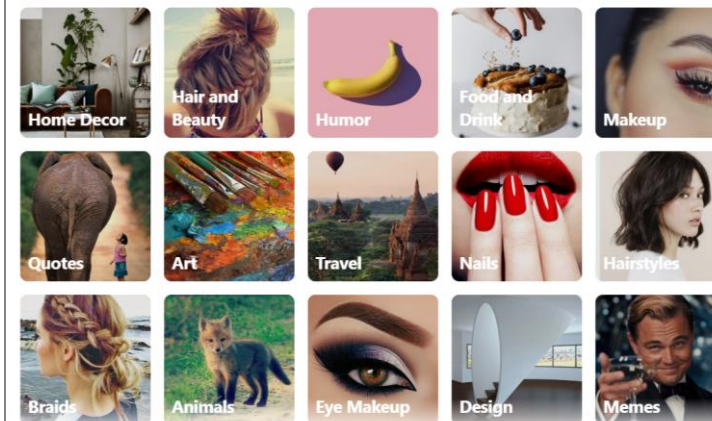 Home Decor
Hair and
Beauty
Humor
Food and
Drink
Makeup
Quotes
Art
Travel
Nails
Hairstyles
Braids
Animals
Eye Makeup
Design
Memes